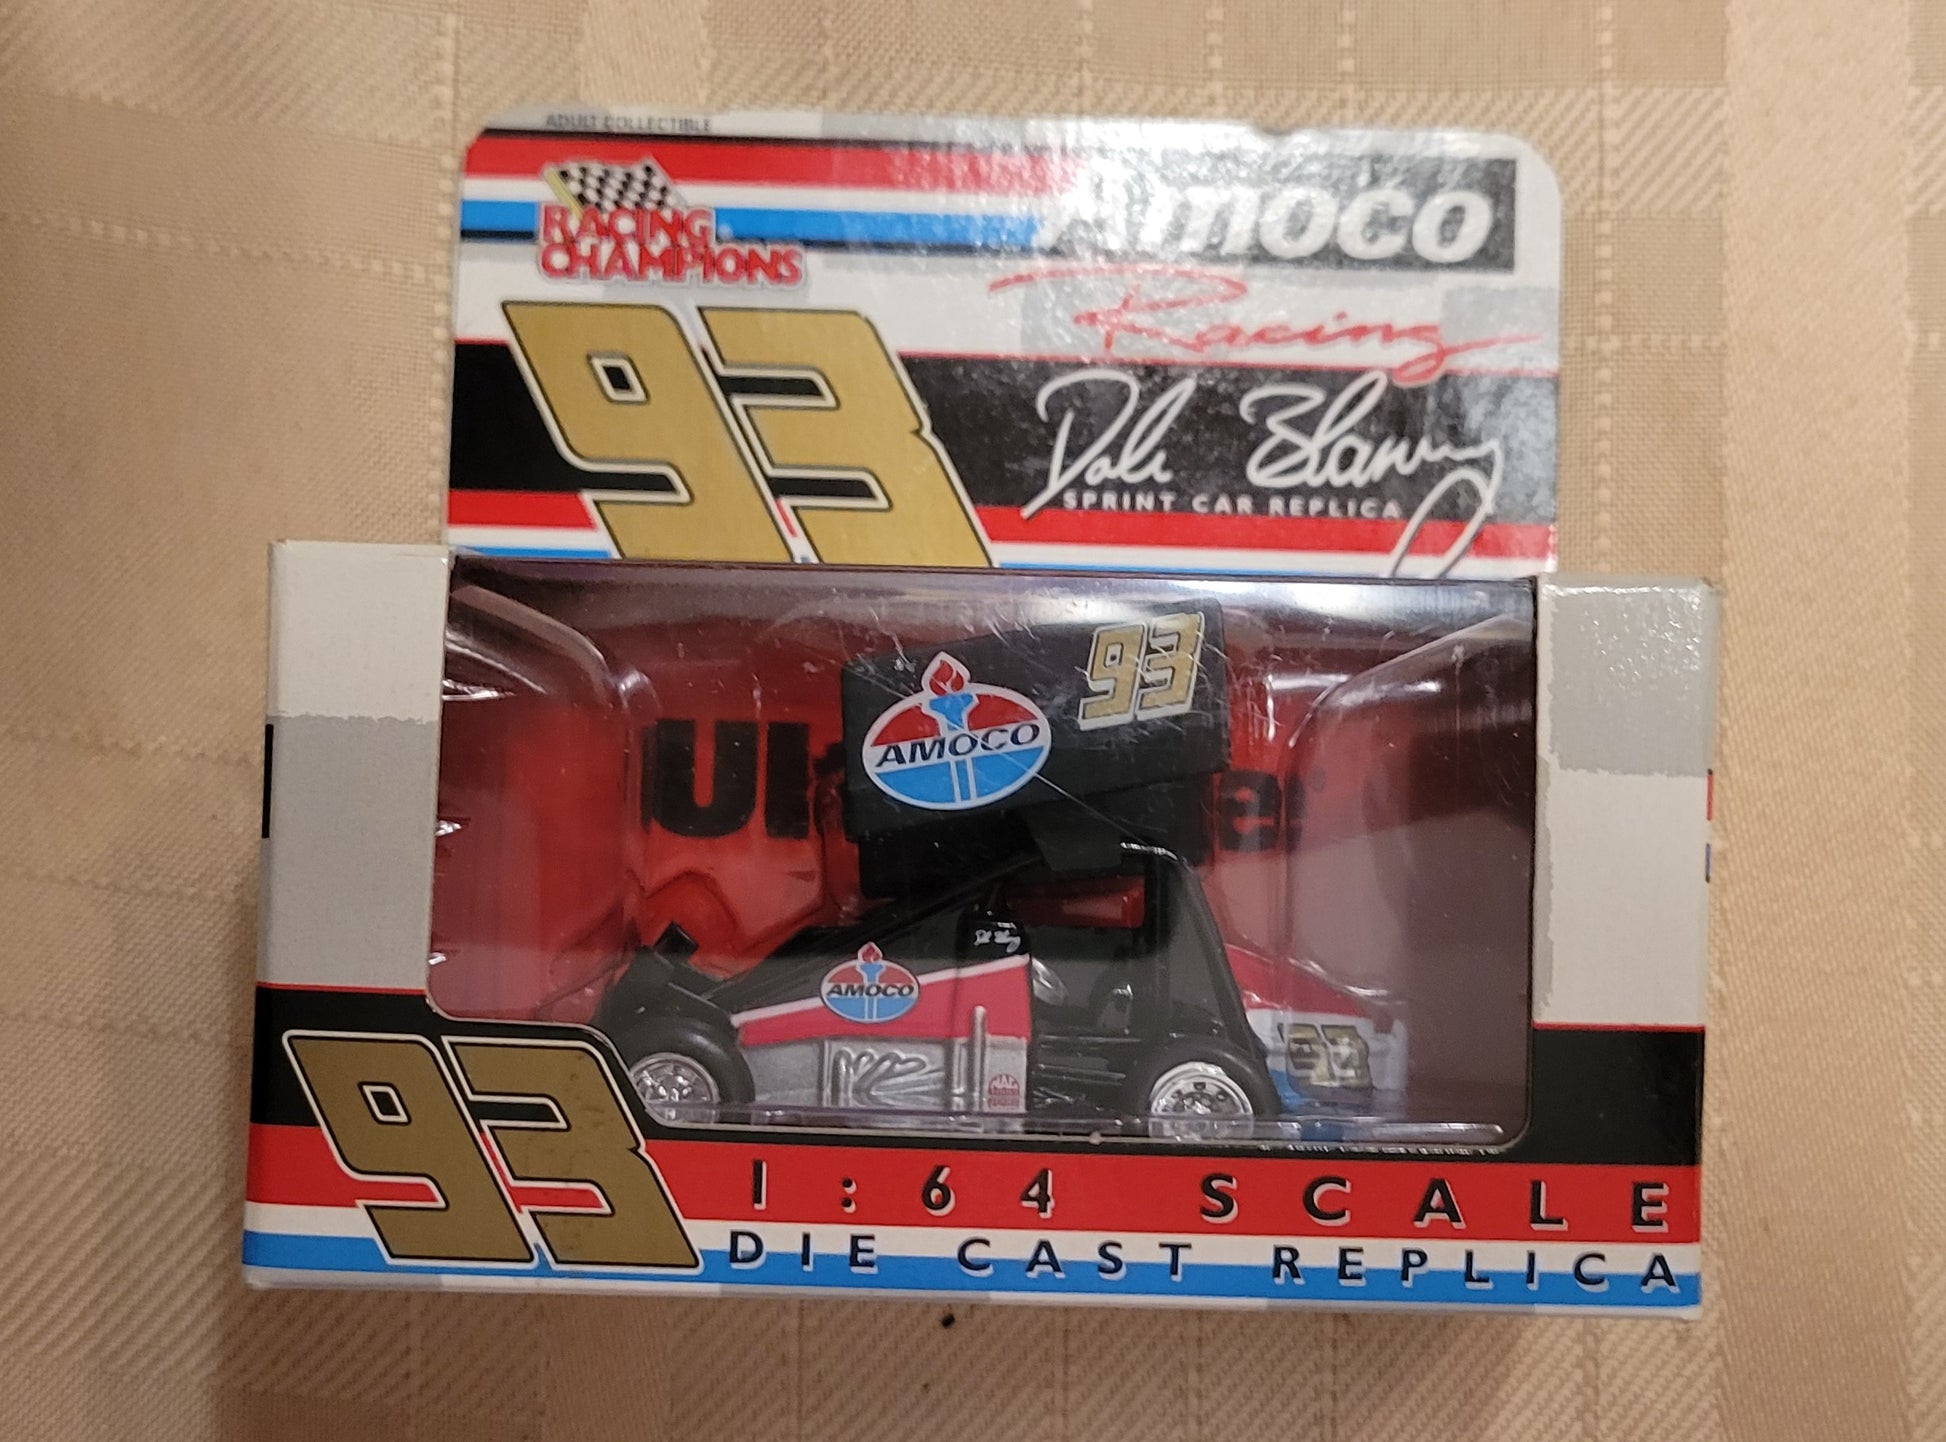 ADULT COLLECTIBLE
RACING
CHAMPIONS
Amoco
Racing
93
Dale Blaney
SPRINT CAR REPLICA
93
AMOCO
AMOCO
93
93
1:64 SCALE
DIE CAST REPLICA